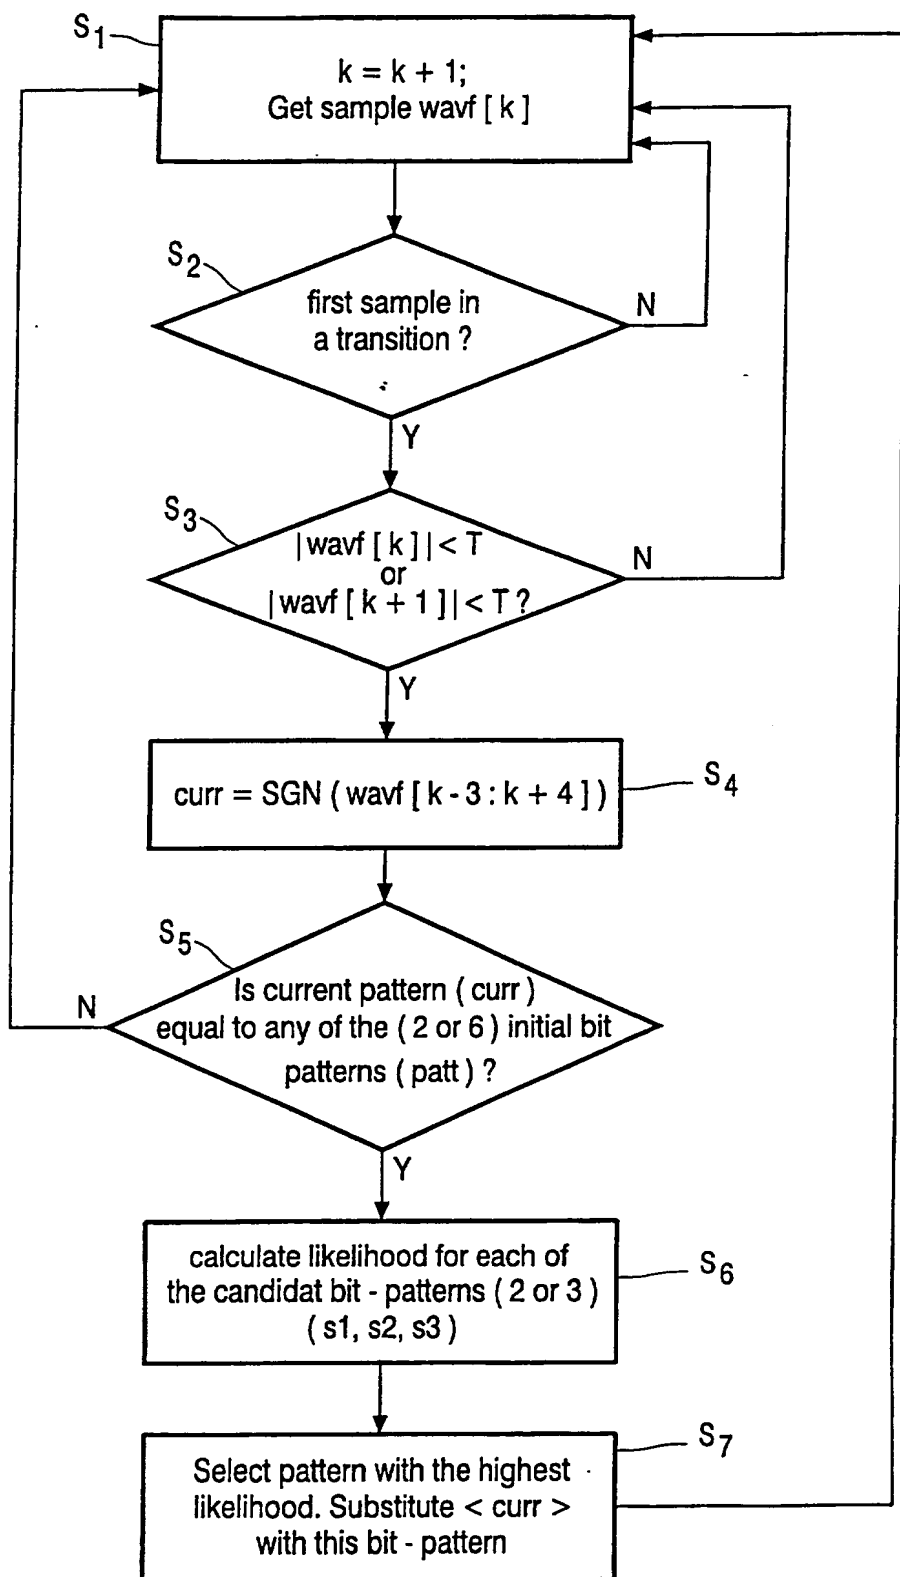 S1
k = k + 1;
Get sample wavf [ k ]
S2
first sample in
a transition ?
N
Y
S3
|wavf [ k ]| < T
or
|wavf [ k + 1 ]| < T ?
N
Y
curr = SGN ( wavf [ k - 3 : k + 4 ] )
S4
S5
Is current pattern ( curr )
equal to any of the ( 2 or 6 ) initial bit
patterns ( patt ) ?
N
Y
calculate likelihood for each of
the candidat bit - patterns ( 2 or 3 )
( s1, s2, s3 )
S6
Select pattern with the highest
likelihood. Substitute < curr >
with this bit - pattern
S7